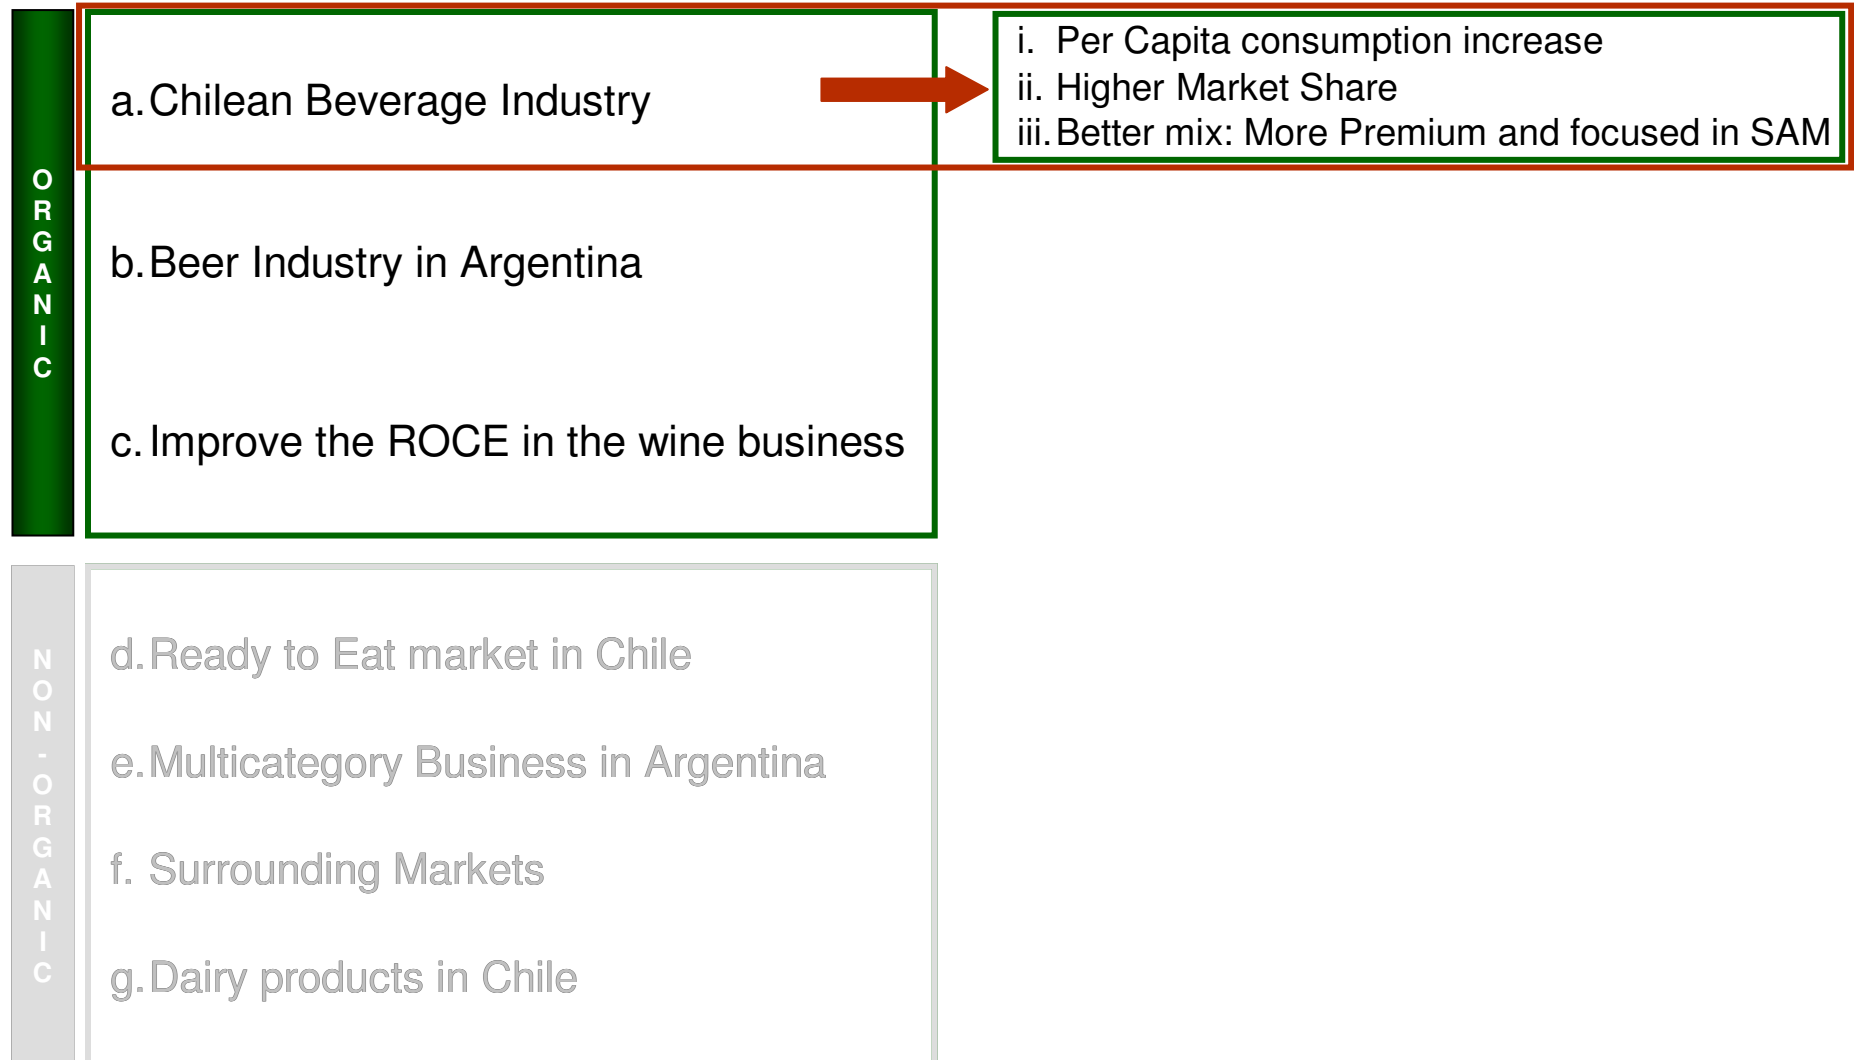 ORGANIC
a. Chilean Beverage Industry
i. Per Capita consumption increase
ii. Higher Market Share
iii. Better mix: More Premium and focused in SAM
b. Beer Industry in Argentina
c. Improve the ROCE in the wine business
NON-ORGANIC
d. Ready to Eat market in Chile
e. Multicategory Business in Argentina
f. Surrounding Markets
g. Dairy products in Chile